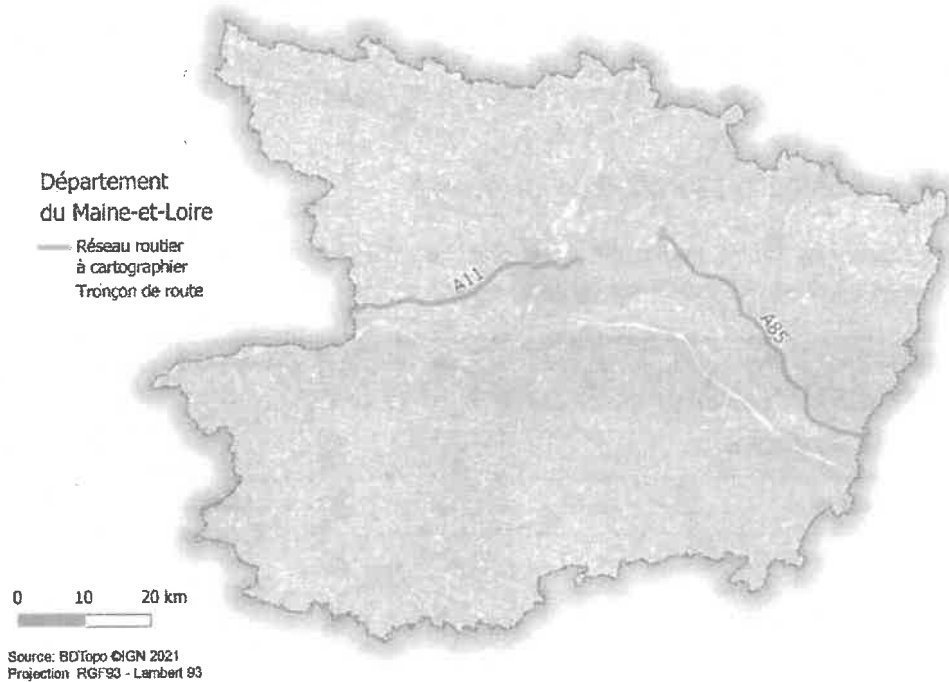 Département
du Maine-et-Loire
Réseau routier
à cartographier
Tronçon de route
A11
A85
0 10 20 km
Source: BDTopo ©IGN 2021
Projection RGF93 - Lambert 93